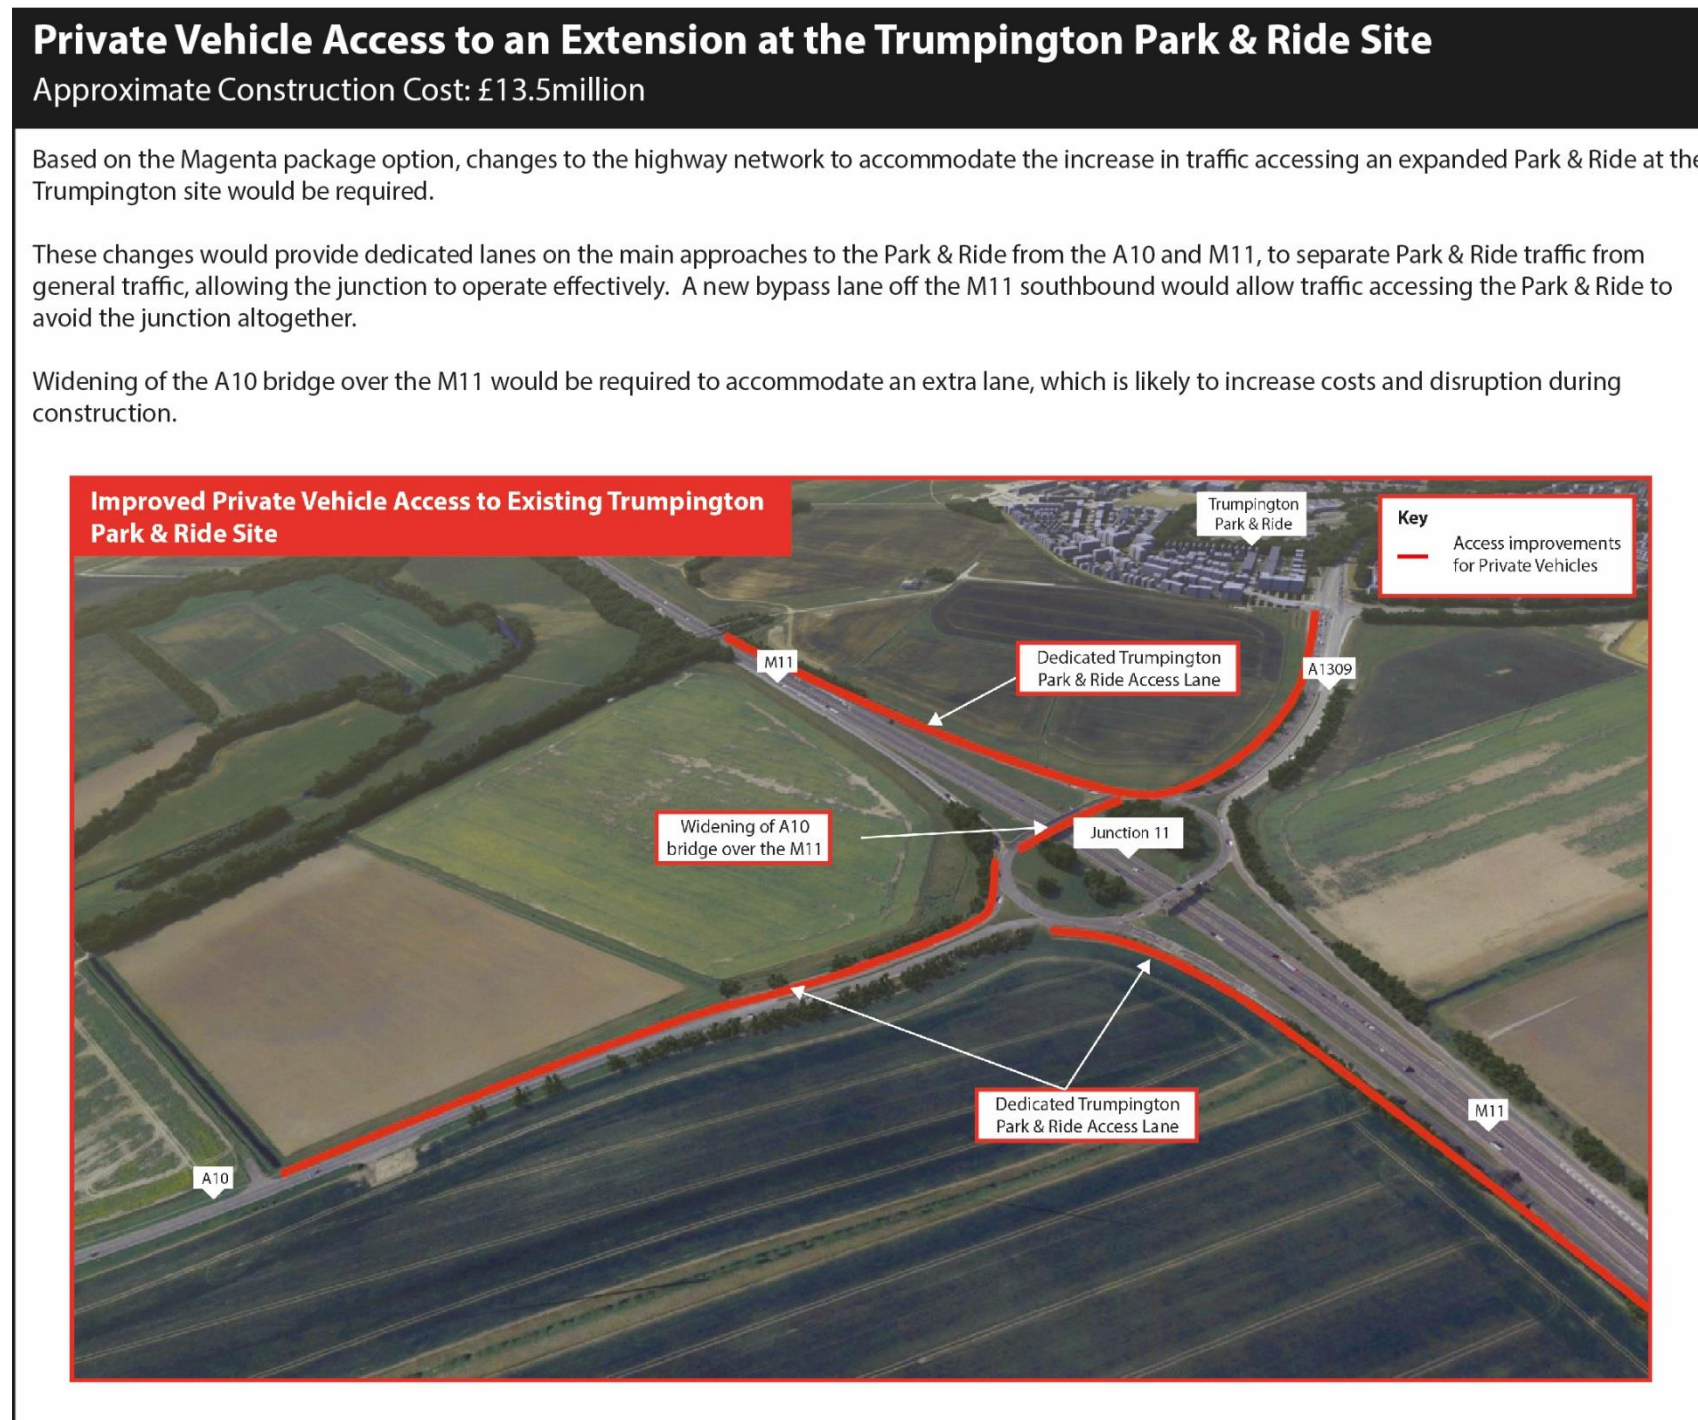 Private Vehicle Access to an Extension at the Trumpington Park & Ride Site
Approximate Construction Cost: £13.5million
Based on the Magenta package option, changes to the highway network to accommodate the increase in traffic accessing an expanded Park & Ride at the
Trumpington site would be required.
These changes would provide dedicated lanes on the main approaches to the Park & Ride from the A10 and M11, to separate Park & Ride traffic from
general traffic, allowing the junction to operate effectively. A new bypass lane off the M11 southbound would allow traffic accessing the Park & Ride to
avoid the junction altogether.
Widening of the A10 bridge over the M11 would be required to accommodate an extra lane, which is likely to increase costs and disruption during
construction.
Improved Private Vehicle Access to Existing Trumpington
Park & Ride Site
Trumpington
Park & Ride
Key
Access improvements
for Private Vehicles
M11
Dedicated Trumpington
Park & Ride Access Lane
A1309
Widening of A10
bridge over the M11
Junction 11
Dedicated Trumpington
Park & Ride Access Lane
M11
A10